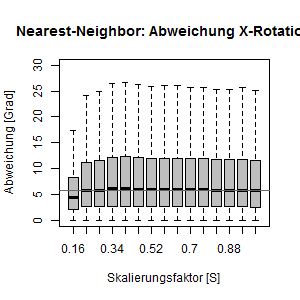 Nearest-Neighbor: Abweichung X-Rotatio
Abweichung [Grad]
30
25
20
15
10
5
0
0.16 0.34 0.52 0.7 0.88
Skalierungsfaktor [S]